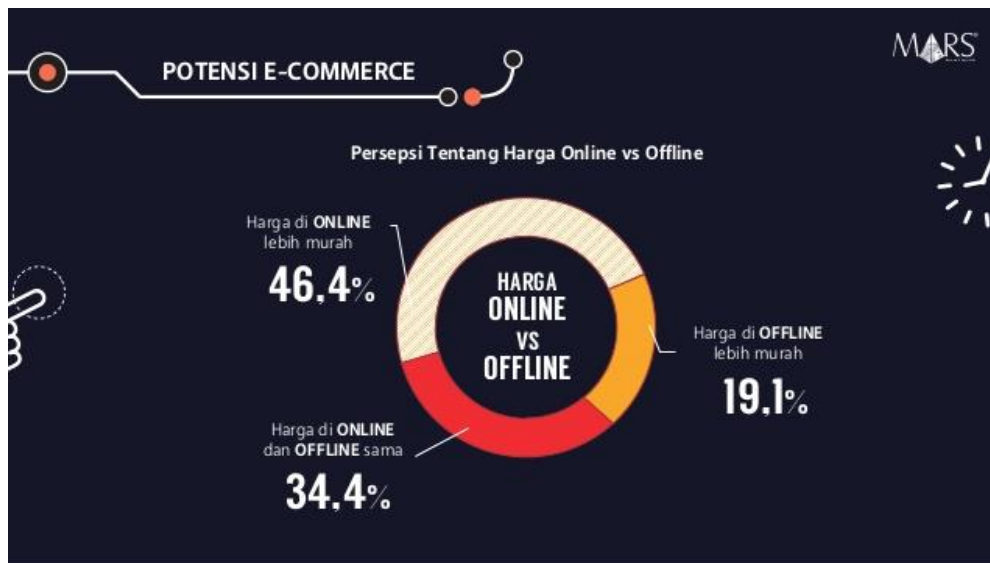 POTENSI E-COMMERCE
MARS
Persepsi Tentang Harga Online vs Offline
Harga di ONLINE
lebih murah
46,4%
HARGA
ONLINE
VS
OFFLINE
Harga di OFFLINE
lebih murah
19,1%
Harga di ONLINE
dan OFFLINE sama
34,4%